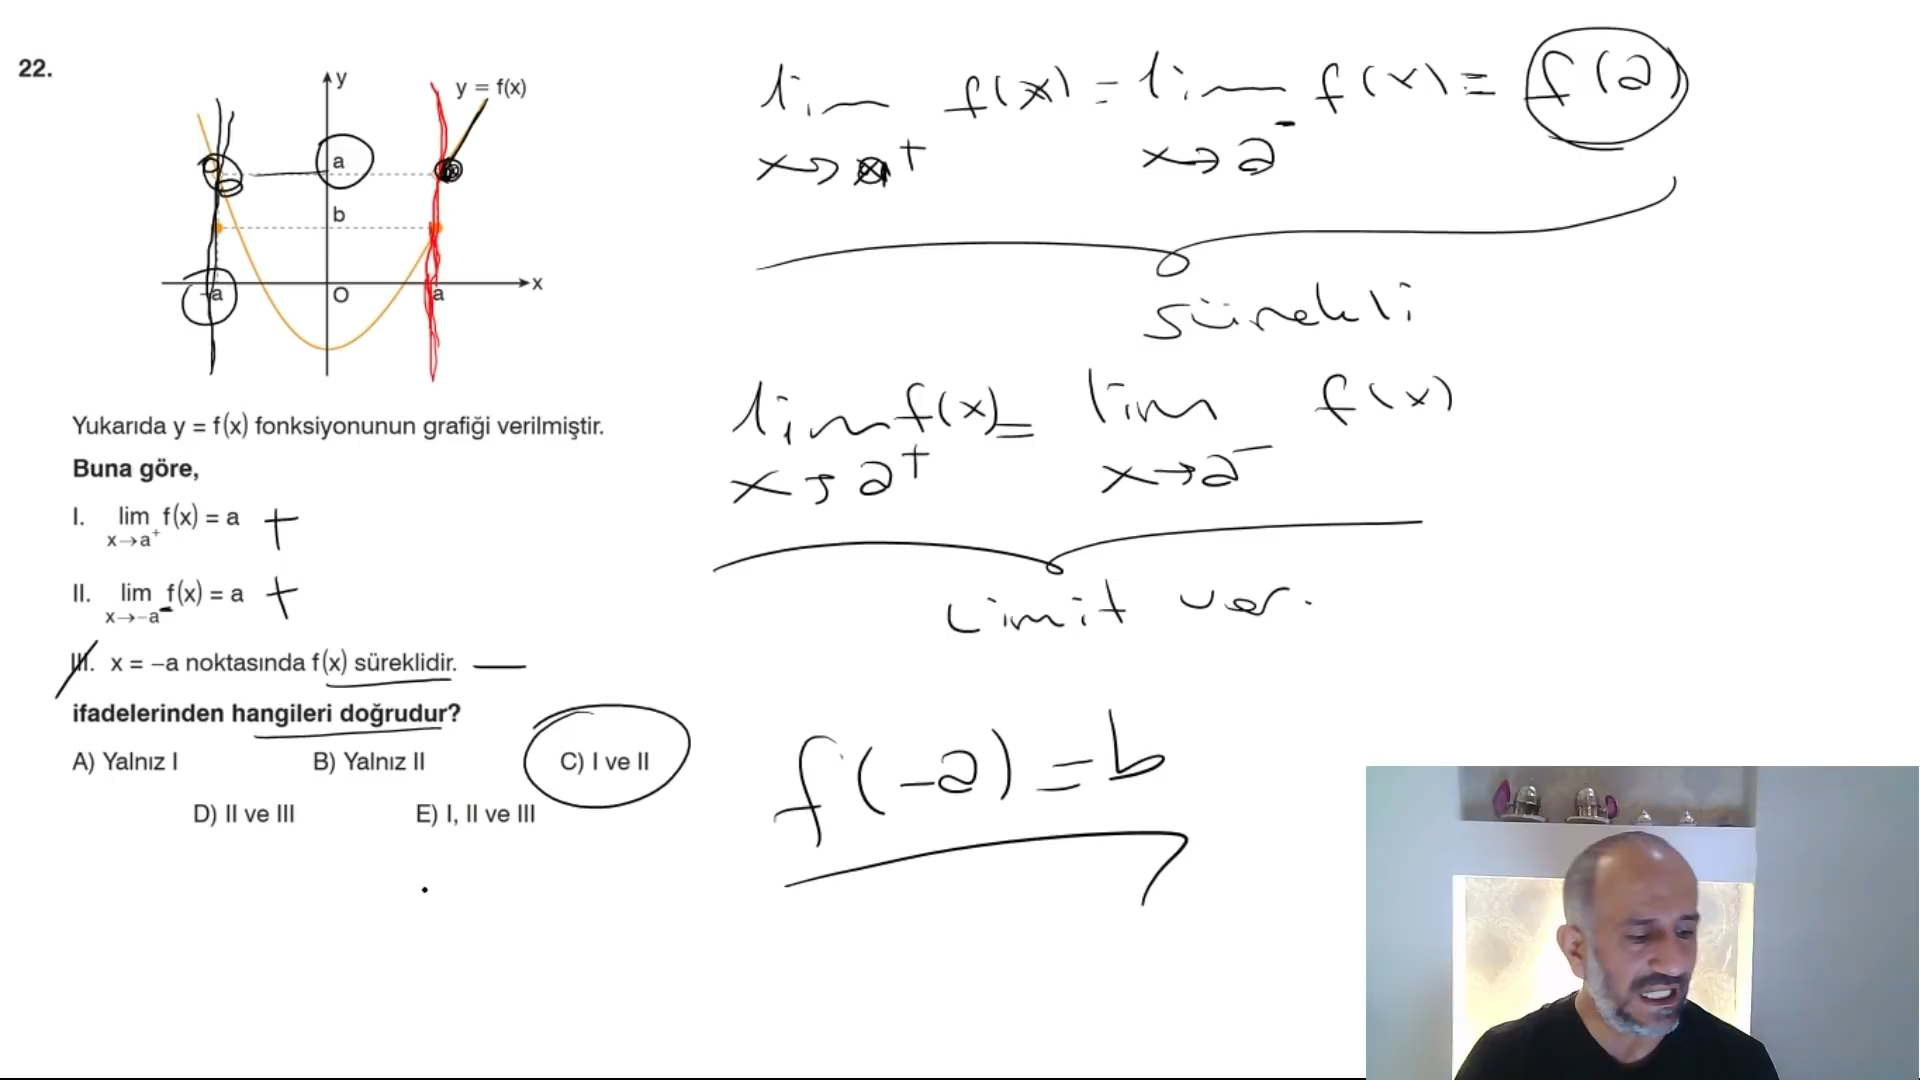 22.
y
y = f(x)
a
b
-a
O
a
x
Yukarıda y = f(x) fonksiyonunun grafiği verilmiştir.
Buna göre,
I. lim f(x) = a +
x→a⁺
II. lim f(x) = a +
x→-a⁻
III. x = –a noktasında f(x) süreklidir. —
ifadelerinden hangileri doğrudur?
A) Yalnız I B) Yalnız II C) I ve II
D) II ve III E) I, II ve III
lim f(x) = lim f(x) = f(a)
x→a⁺ x→a⁻
sürekli
lim f(x) = lim f(x)
x→a⁺ x→a⁻
Limit var.
f(-a) = b